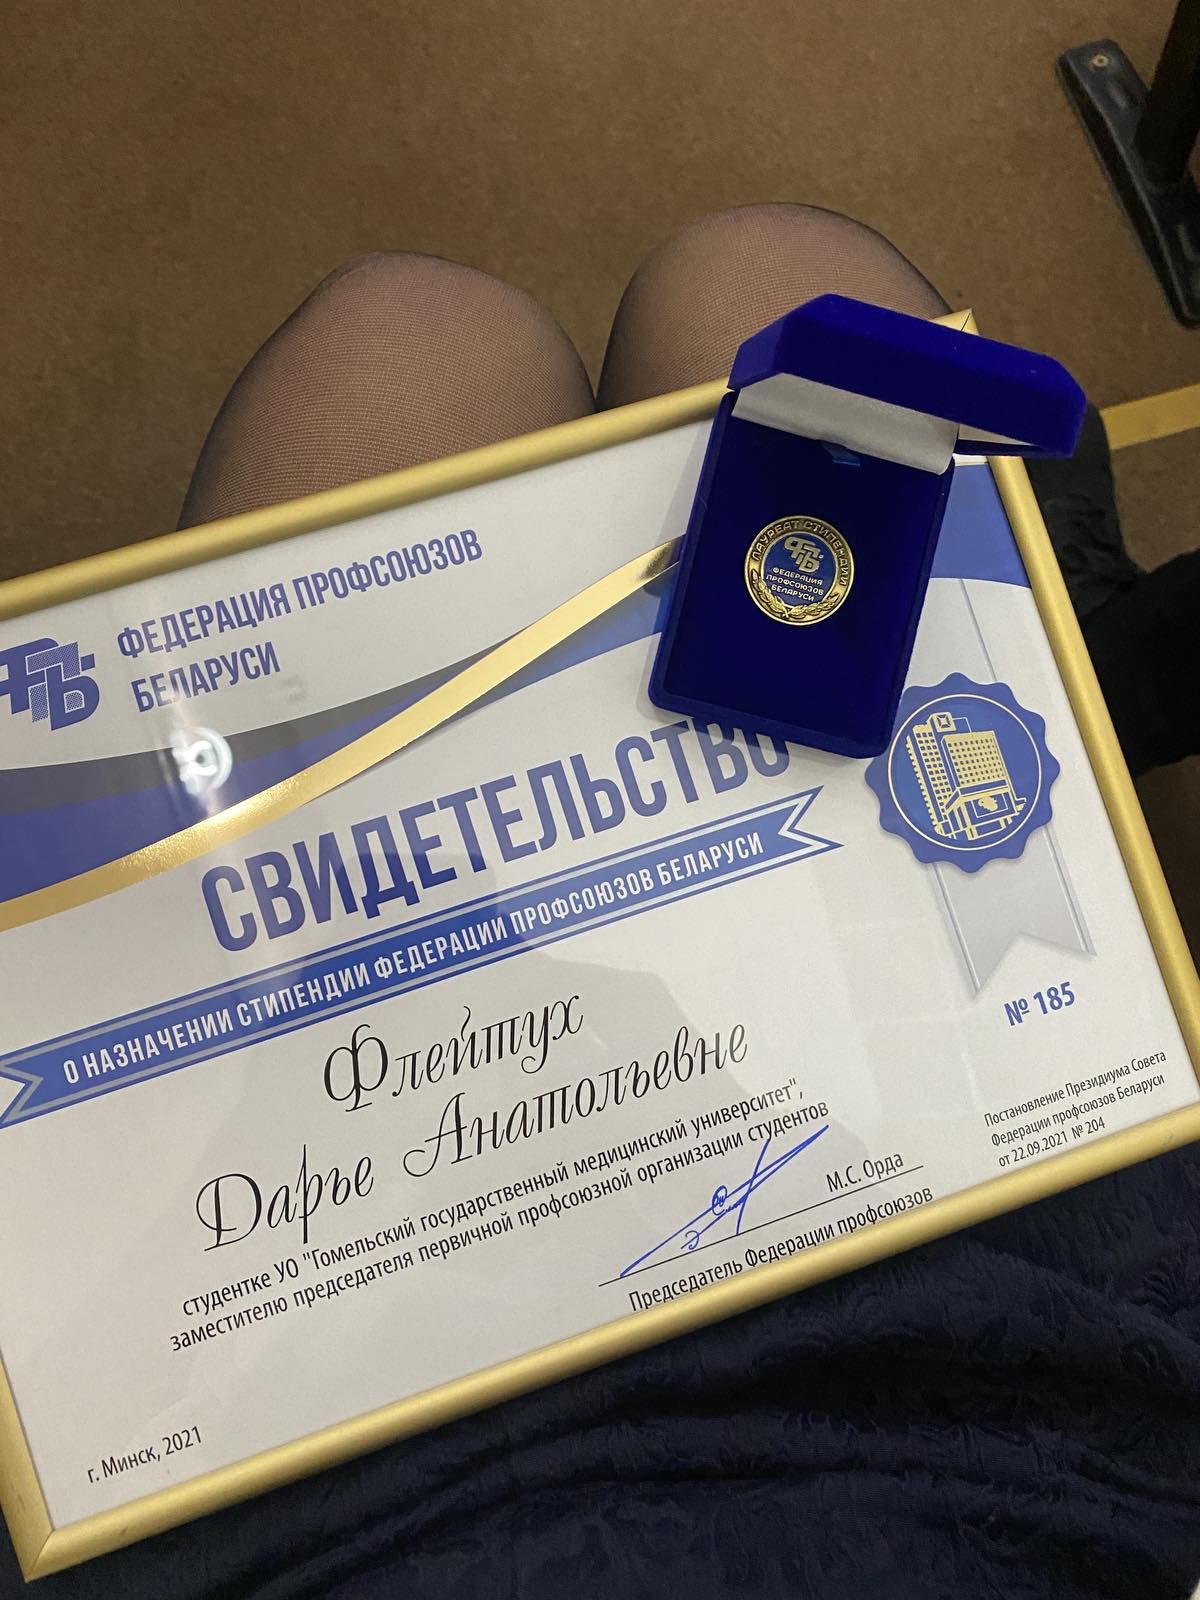 ФПБ
ФЕДЕРАЦИЯ ПРОФСОЮЗОВ
БЕЛАРУСИ
ЛАУРЕАТ СТИПЕНДИИ
ФПБ
ФЕДЕРАЦИЯ
ПРОФСОЮЗОВ
БЕЛАРУСИ
СВИДЕТЕЛЬСТВО
О НАЗНАЧЕНИИ СТИПЕНДИИ ФЕДЕРАЦИИ ПРОФСОЮЗОВ БЕЛАРУСИ
Флейтух
Дарье Анатольевне
студентке УО "Гомельский государственный медицинский университет",
заместителю председателя первичной профсоюзной организации студентов
М.С. Орда
Председатель Федерации профсоюзов
г. Минск, 2021
№ 185
Постановление Президиума Совета
Федерации профсоюзов Беларуси
от 22.09.2021 № 204